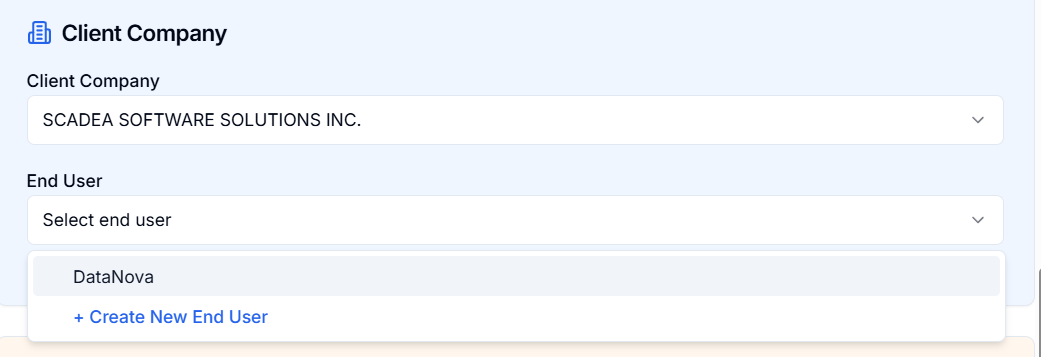 Client Company
Client Company
SCADEA SOFTWARE SOLUTIONS INC.
End User
Select end user
DataNova
+ Create New End User